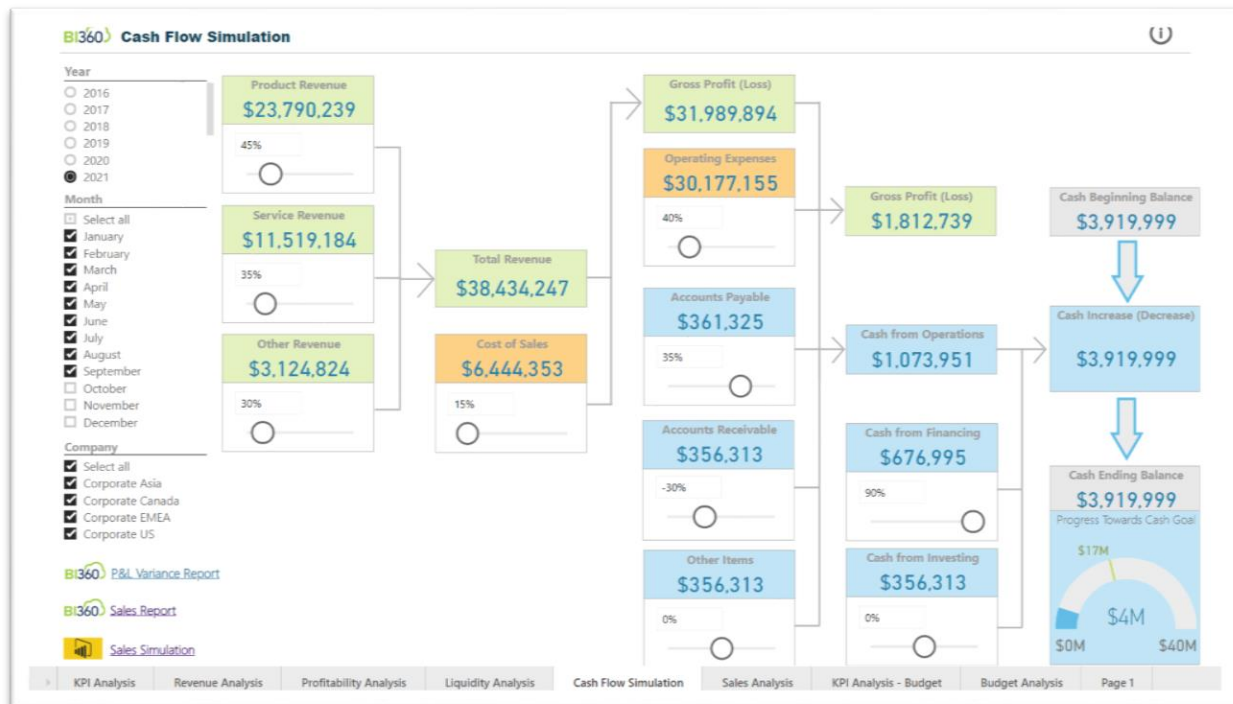 BI360 Cash Flow Simulation
Year
2016
2017
2018
2019
2020
2021
Month
Select all
January
February
March
April
May
June
July
August
September
October
November
December
Company
Select all
Corporate Asia
Corporate Canada
Corporate EMEA
Corporate US
BI360 P&L Variance Report
BI360 Sales Report
Sales Simulation
Product Revenue
$23,790,239
45%
Service Revenue
$11,519,184
35%
Other Revenue
$3,124,824
30%
Total Revenue
$38,434,247
Cost of Sales
$6,444,353
15%
Gross Profit (Loss)
$31,989,894
Operating Expenses
$30,177,155
40%
Accounts Payable
$361,325
35%
Accounts Receivable
$356,313
-30%
Other Items
$356,313
0%
Gross Profit (Loss)
$1,812,739
Cash from Operations
$1,073,951
Cash from Financing
$676,995
90%
Cash from Investing
$356,313
0%
Cash Beginning Balance
$3,919,999
Cash Increase (Decrease)
$3,919,999
Cash Ending Balance
$3,919,999
Progress Towards Cash Goal
$17M
$4M
$0M $40M
KPI Analysis Revenue Analysis Profitability Analysis Liquidity Analysis Cash Flow Simulation Sales Analysis KPI Analysis - Budget Budget Analysis Page 1